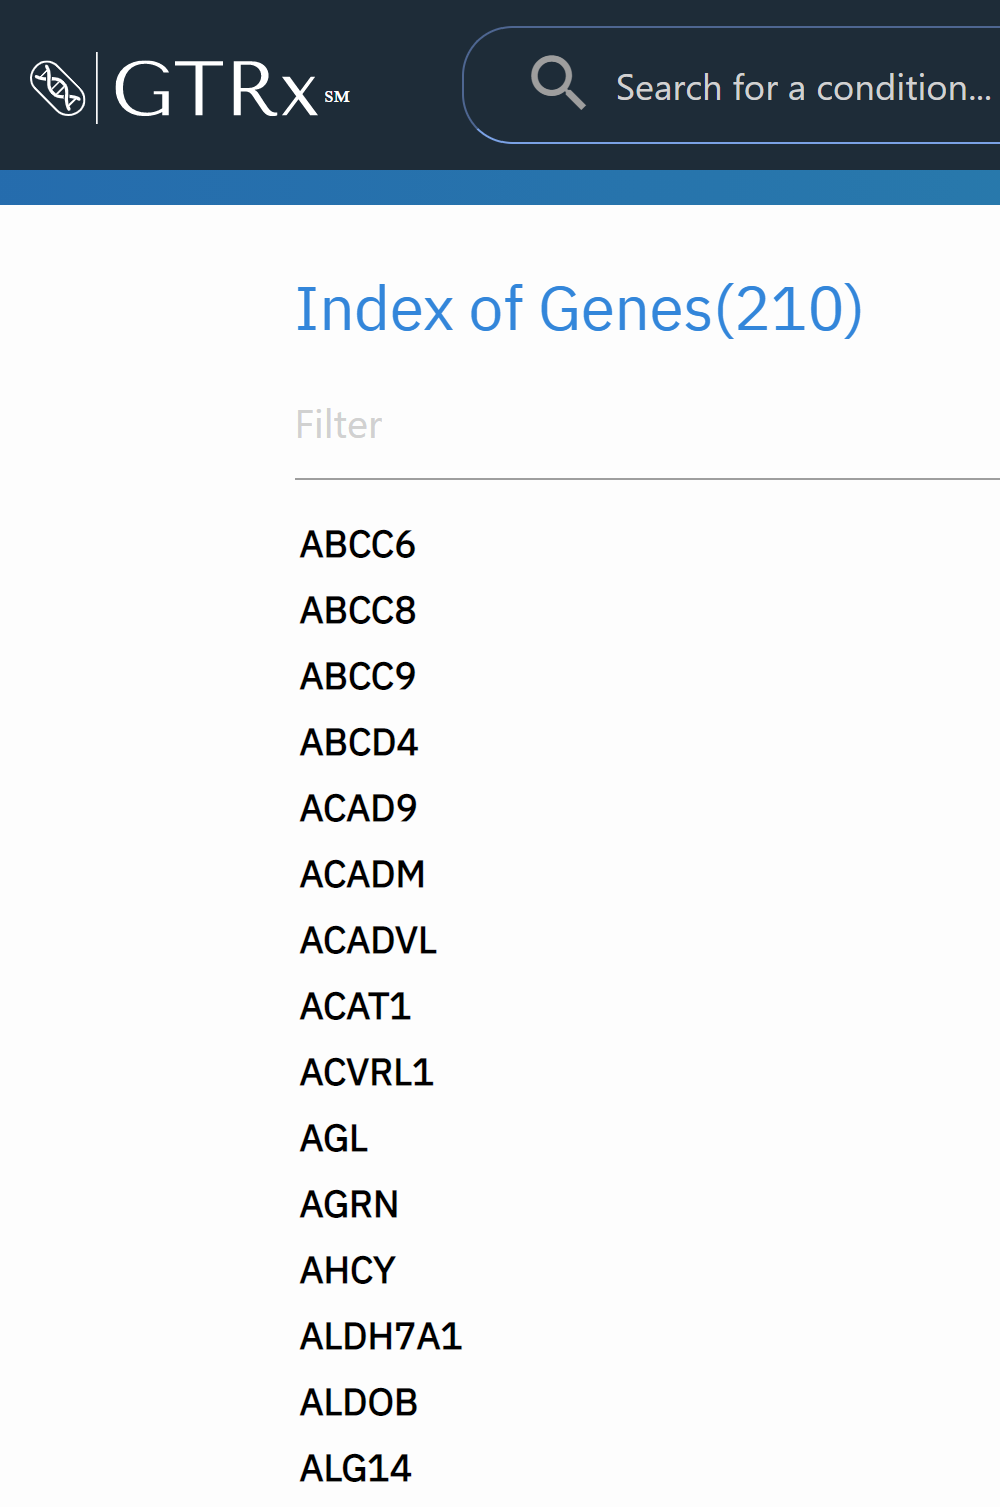 GTRx SM
Search for a condition...
Index of Genes(210)
Filter
ABCC6
ABCC8
ABCC9
ABCD4
ACAD9
ACADM
ACADVL
ACAT1
ACVRL1
AGL
AGRN
AHCY
ALDH7A1
ALDOB
ALG14